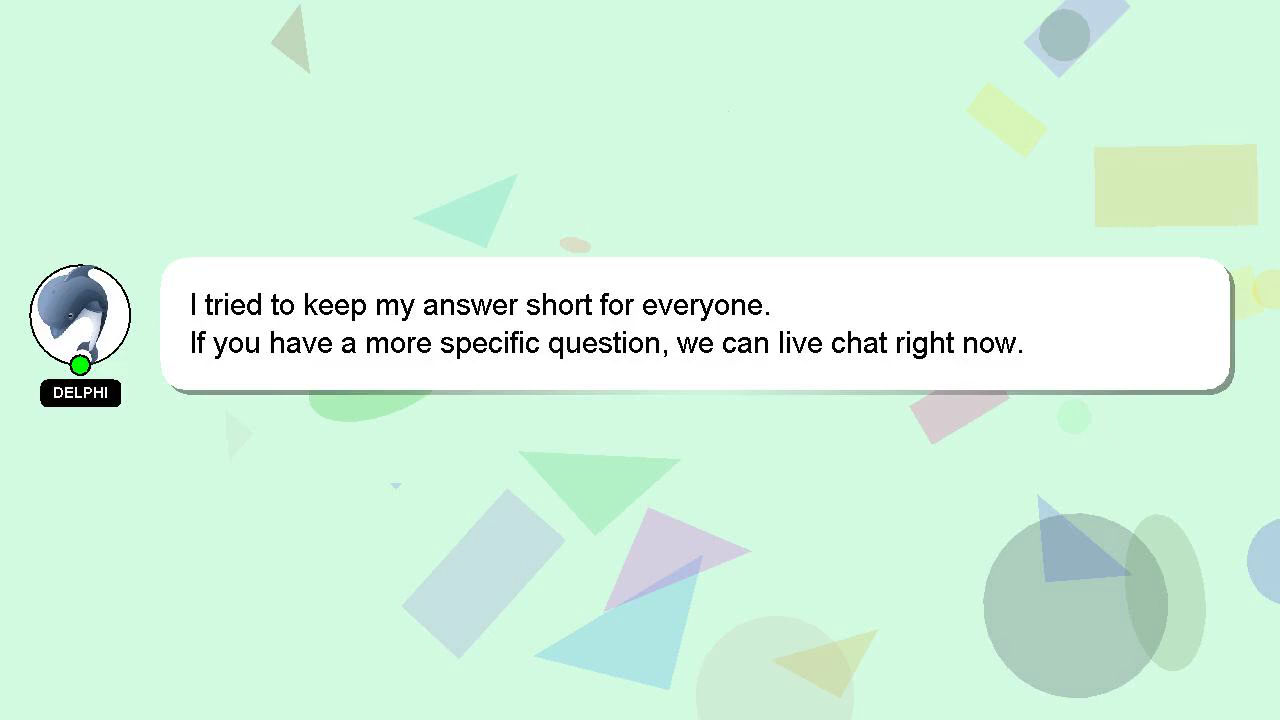 I tried to keep my answer short for everyone.
If you have a more specific question, we can live chat right now.
DELPHI